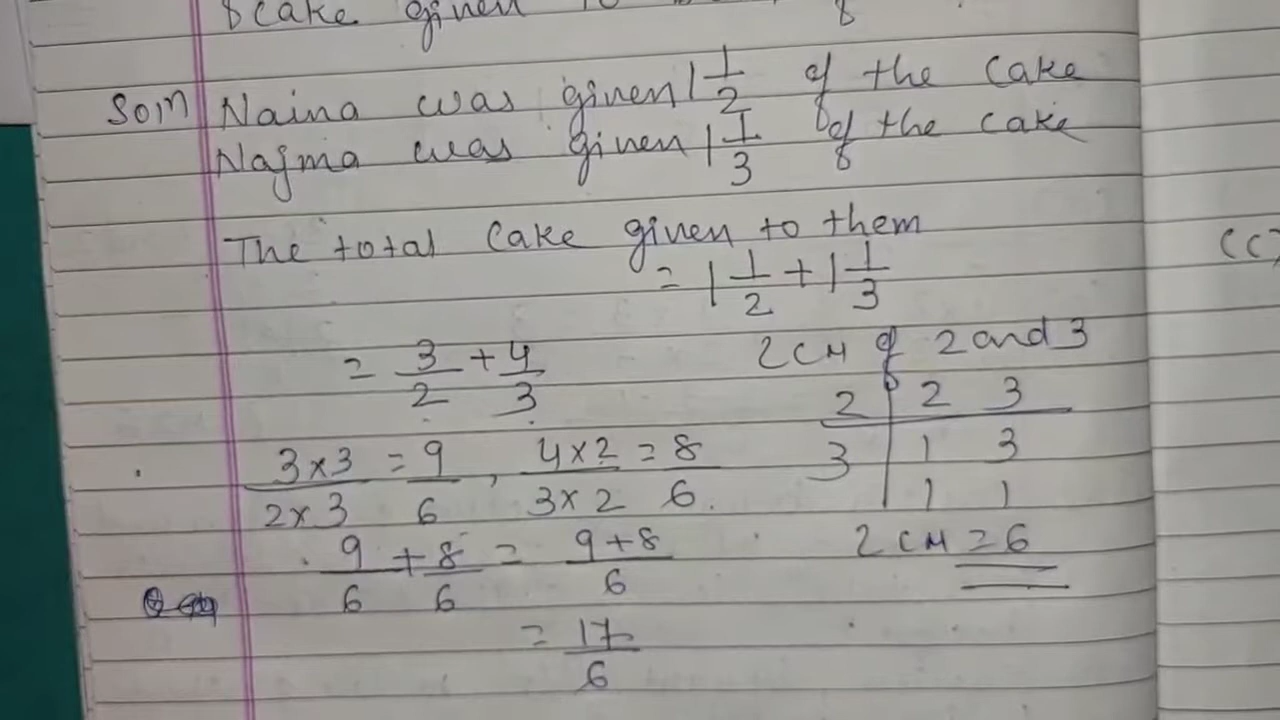 cake given
8
Soln Naina was given 1 1/2 of the cake
Najma was given 1 1/3 of the cake
The total cake given to them
= 1 1/2 + 1 1/3
(C)
= 3/2 + 4/3
LCM of 2 and 3
2 | 2 3
3 | 1 3
1 1
LCM = 6
3×3/2×3 = 9/6, 4×2/3×2 = 8/6.
9/6 + 8/6 = 9+8/6
= 17/6